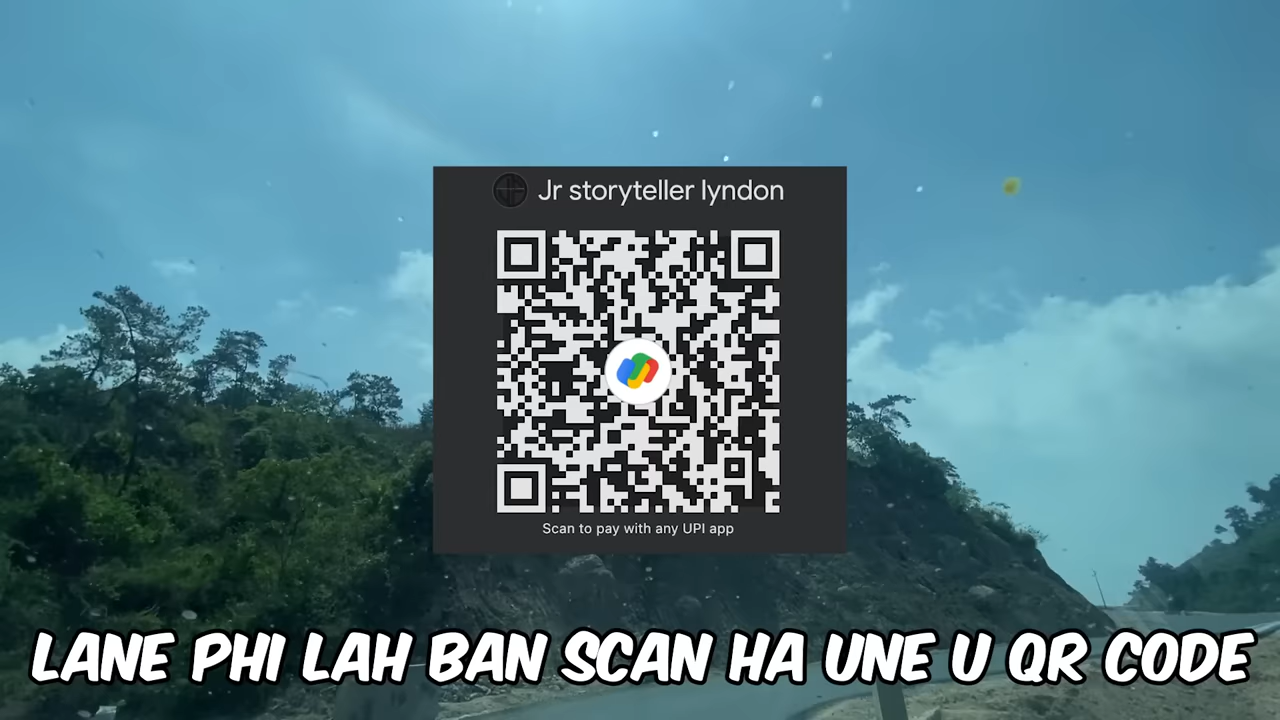 Jr storyteller lyndon
Scan to pay with any UPI app
LANE PHI LAH BAN SCAN HA UNE U QR CODE